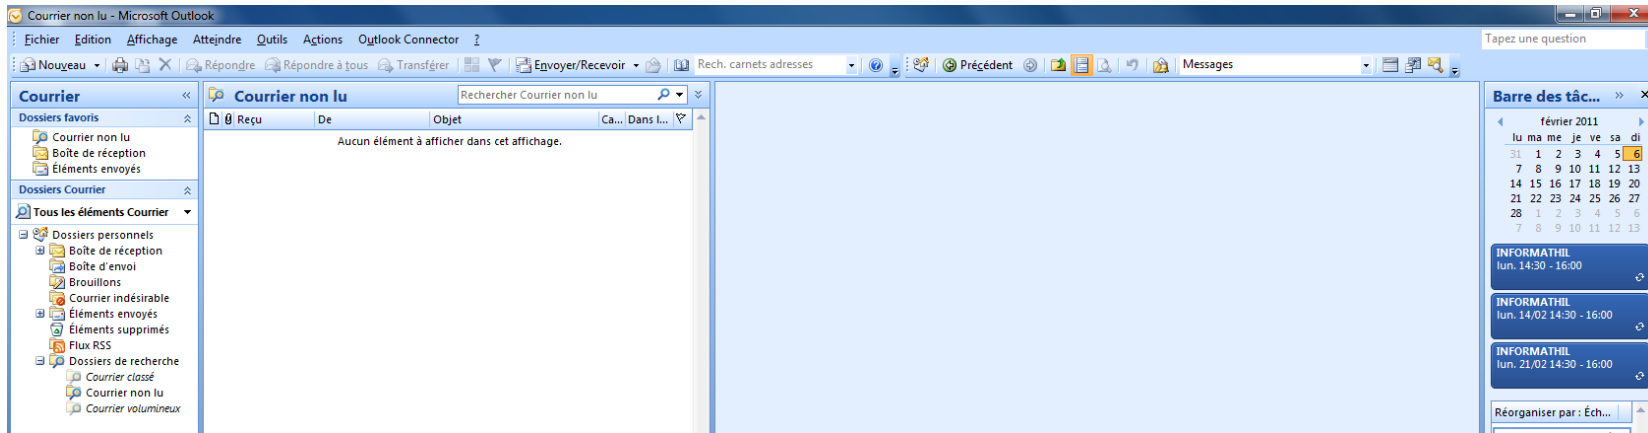 Courrier non lu - Microsoft Outlook
Fichier Edition Affichage Atteindre Outils Actions Outlook Connector ?
Tapez une question
Nouveau Répondre Répondre à tous Transférer Envoyer/Recevoir Rech. carnets adresses Précédent Messages
Courrier «
Dossiers favoris
Courrier non lu
Boîte de réception
Éléments envoyés
Dossiers Courrier
Tous les éléments Courrier
Dossiers personnels
Boîte de réception
Boîte d'envoi
Brouillons
Courrier indésirable
Éléments envoyés
Éléments supprimés
Flux RSS
Dossiers de recherche
Courrier classé
Courrier non lu
Courrier volumineux
Courrier non lu
Rechercher Courrier non lu
Reçu De Objet Ca... Dans l...
Aucun élément à afficher dans cet affichage.
Barre des tâc... » ×
février 2011
lu ma me je ve sa di
31 1 2 3 4 5 6
7 8 9 10 11 12 13
14 15 16 17 18 19 20
21 22 23 24 25 26 27
28 1 2 3 4 5 6
7 8 9 10 11 12 13
INFORMATHIL
lun. 14:30 - 16:00
INFORMATHIL
lun. 14/02 14:30 - 16:00
INFORMATHIL
lun. 21/02 14:30 - 16:00
Réorganiser par : Éch...